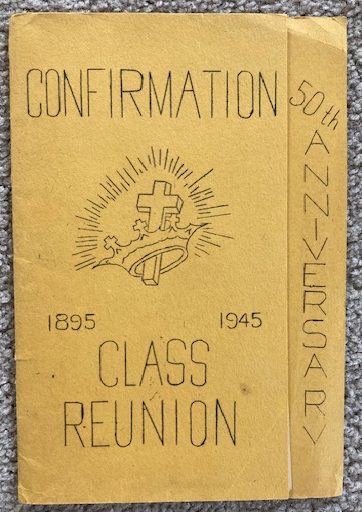 CONFIRMATION
1895 1945
CLASS
REUNION
50th ANNIVERSARY